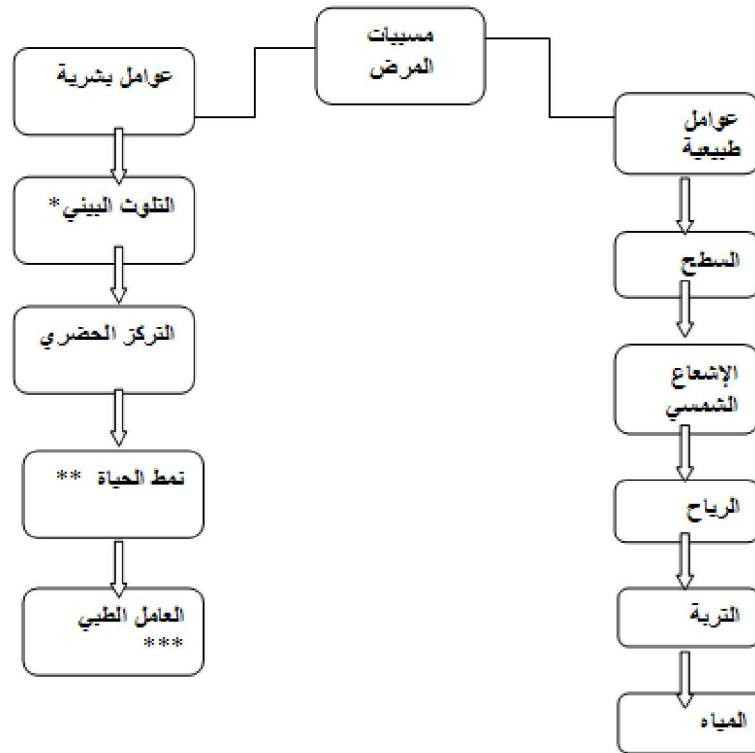 مسببات
المرض
عوامل
طبيعية
السطح
الإشعاع
الشمسي
الرياح
التربة
المياه
عوامل بشرية
التلوث البيئي*
التركز الحضري
نمط الحياة **
العامل الطبي
***